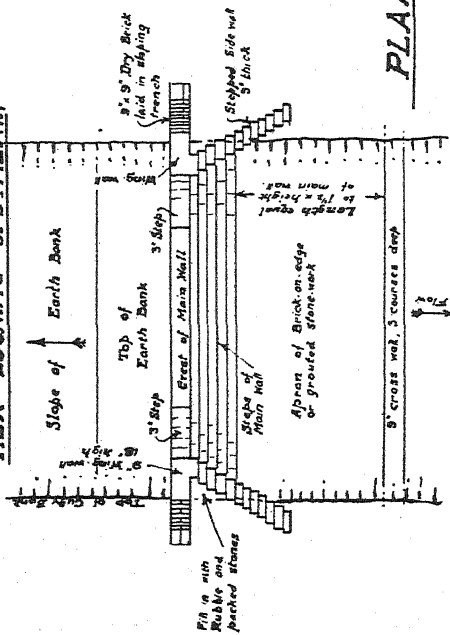 Slope of
Earth Bank
Top of
Earth Bank
9" x 9" Dry Brick
laid in sloping
trench
Wing wall
3" Step
3" Step
Crest of Main Wall
9" Wing wall
18" high
Stepped Side wall
9" thick
Steps of
Main Wall
Fill in with
Rubble and
packed stones
Length equal
to 1½ x height
of main wall.
Apron of Brick-on-edge
or grouted stone-work
9" cross wall, 3 courses deep
Flow